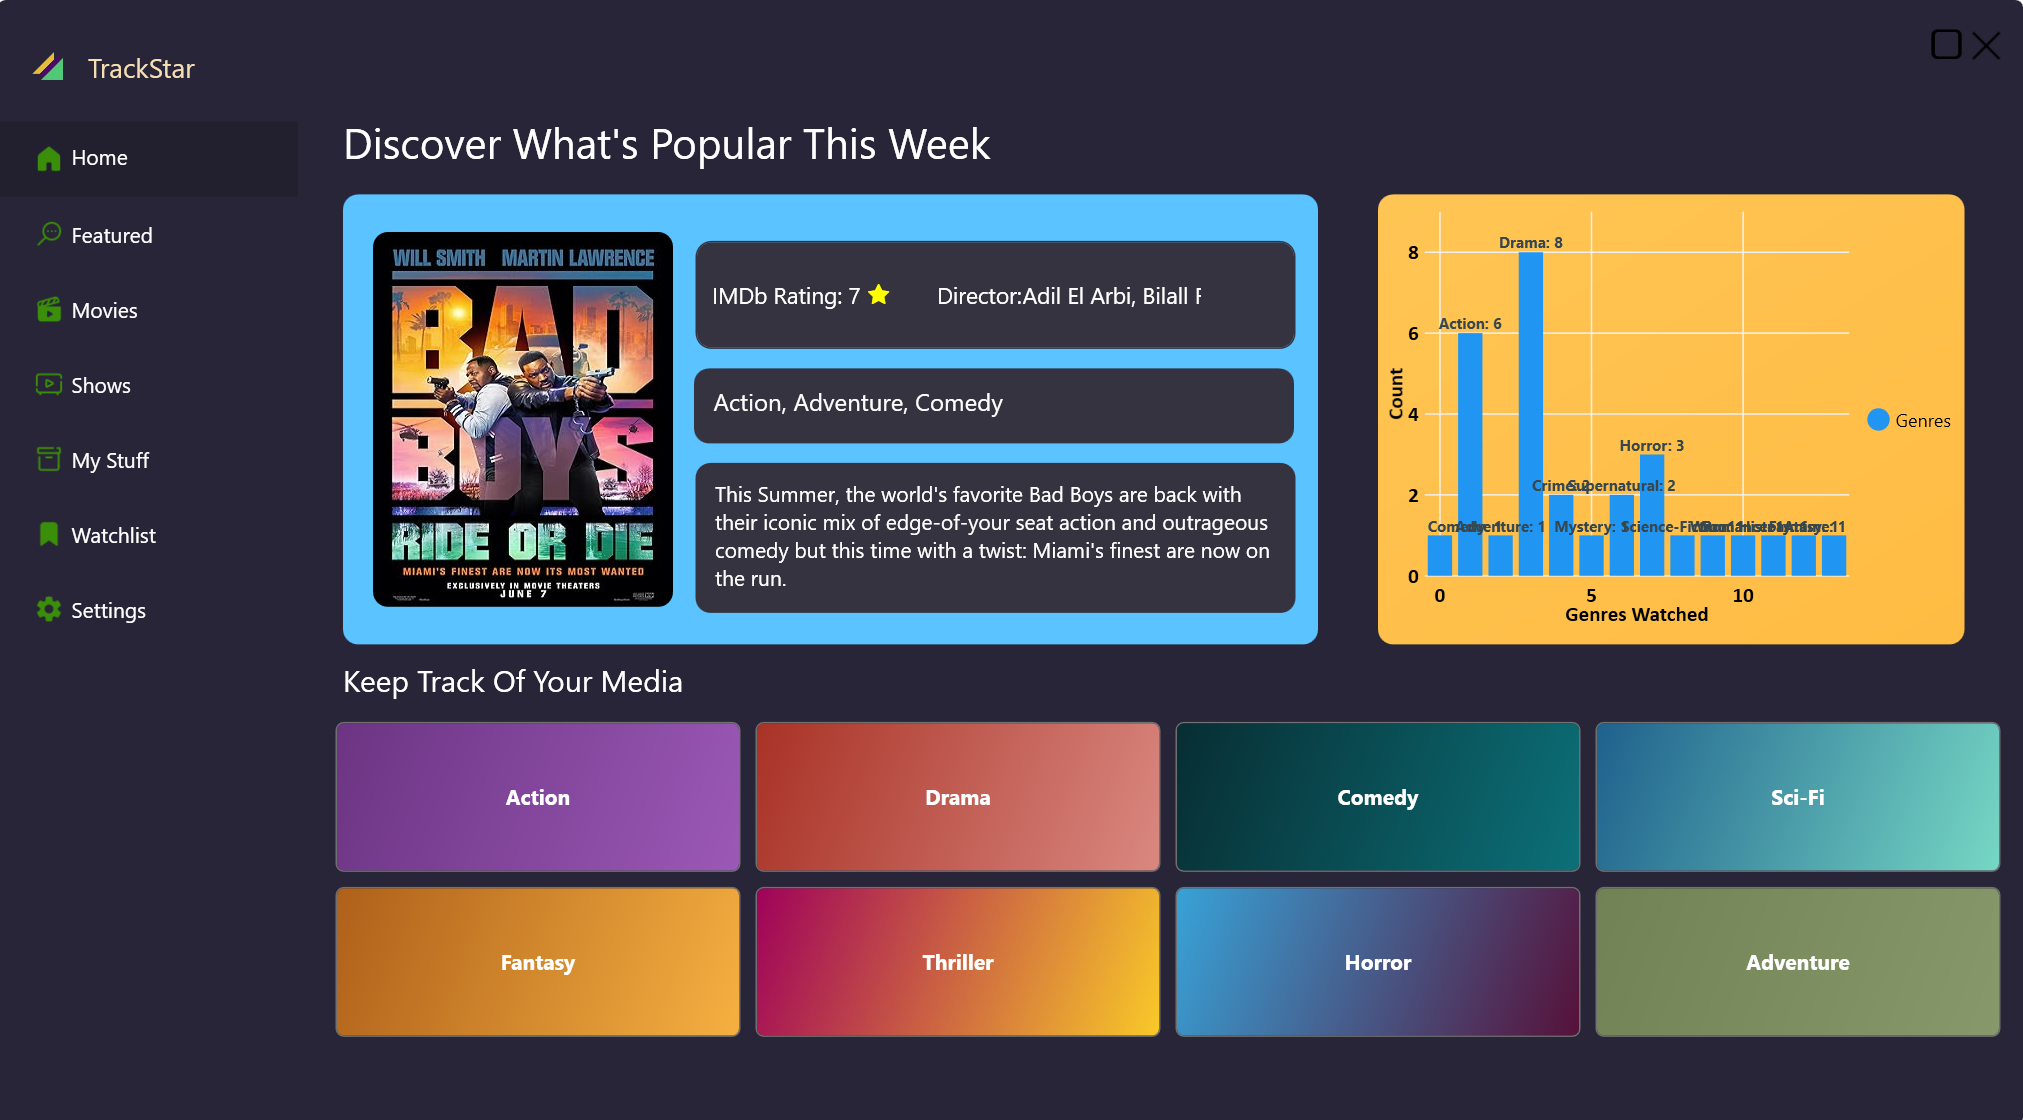 TrackStar
Home
Featured
Movies
Shows
My Stuff
Watchlist
Settings
Discover What's Popular This Week
WILL SMITH MARTIN LAWRENCE
BAD
BOYS
RIDE OR DIE
MIAMI'S FINEST ARE NOW ITS MOST WANTED
EXCLUSIVELY IN MOVIE THEATERS
JUNE 7
IMDb Rating: 7
Director:Adil El Arbi, Bilall F
Action, Adventure, Comedy
This Summer, the world's favorite Bad Boys are back with
their iconic mix of edge-of-your seat action and outrageous
comedy but this time with a twist: Miami's finest are now on
the run.
Count
8
6
4
2
0
Drama: 8
Action: 6
Horror: 3
Crime: 2
Supernatural: 2
Comedy: 1
Adventure: 1
Mystery: 1
0
5
10
Genres Watched
Genres
Keep Track Of Your Media
Action
Drama
Comedy
Sci-Fi
Fantasy
Thriller
Horror
Adventure